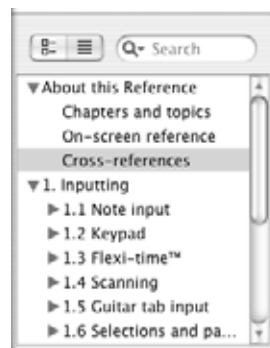 Search
About this Reference
Chapters and topics
On-screen reference
Cross-references
1. Inputting
1.1 Note input
1.2 Keypad
1.3 Flexi-time™
1.4 Scanning
1.5 Guitar tab input
1.6 Selections and pa...